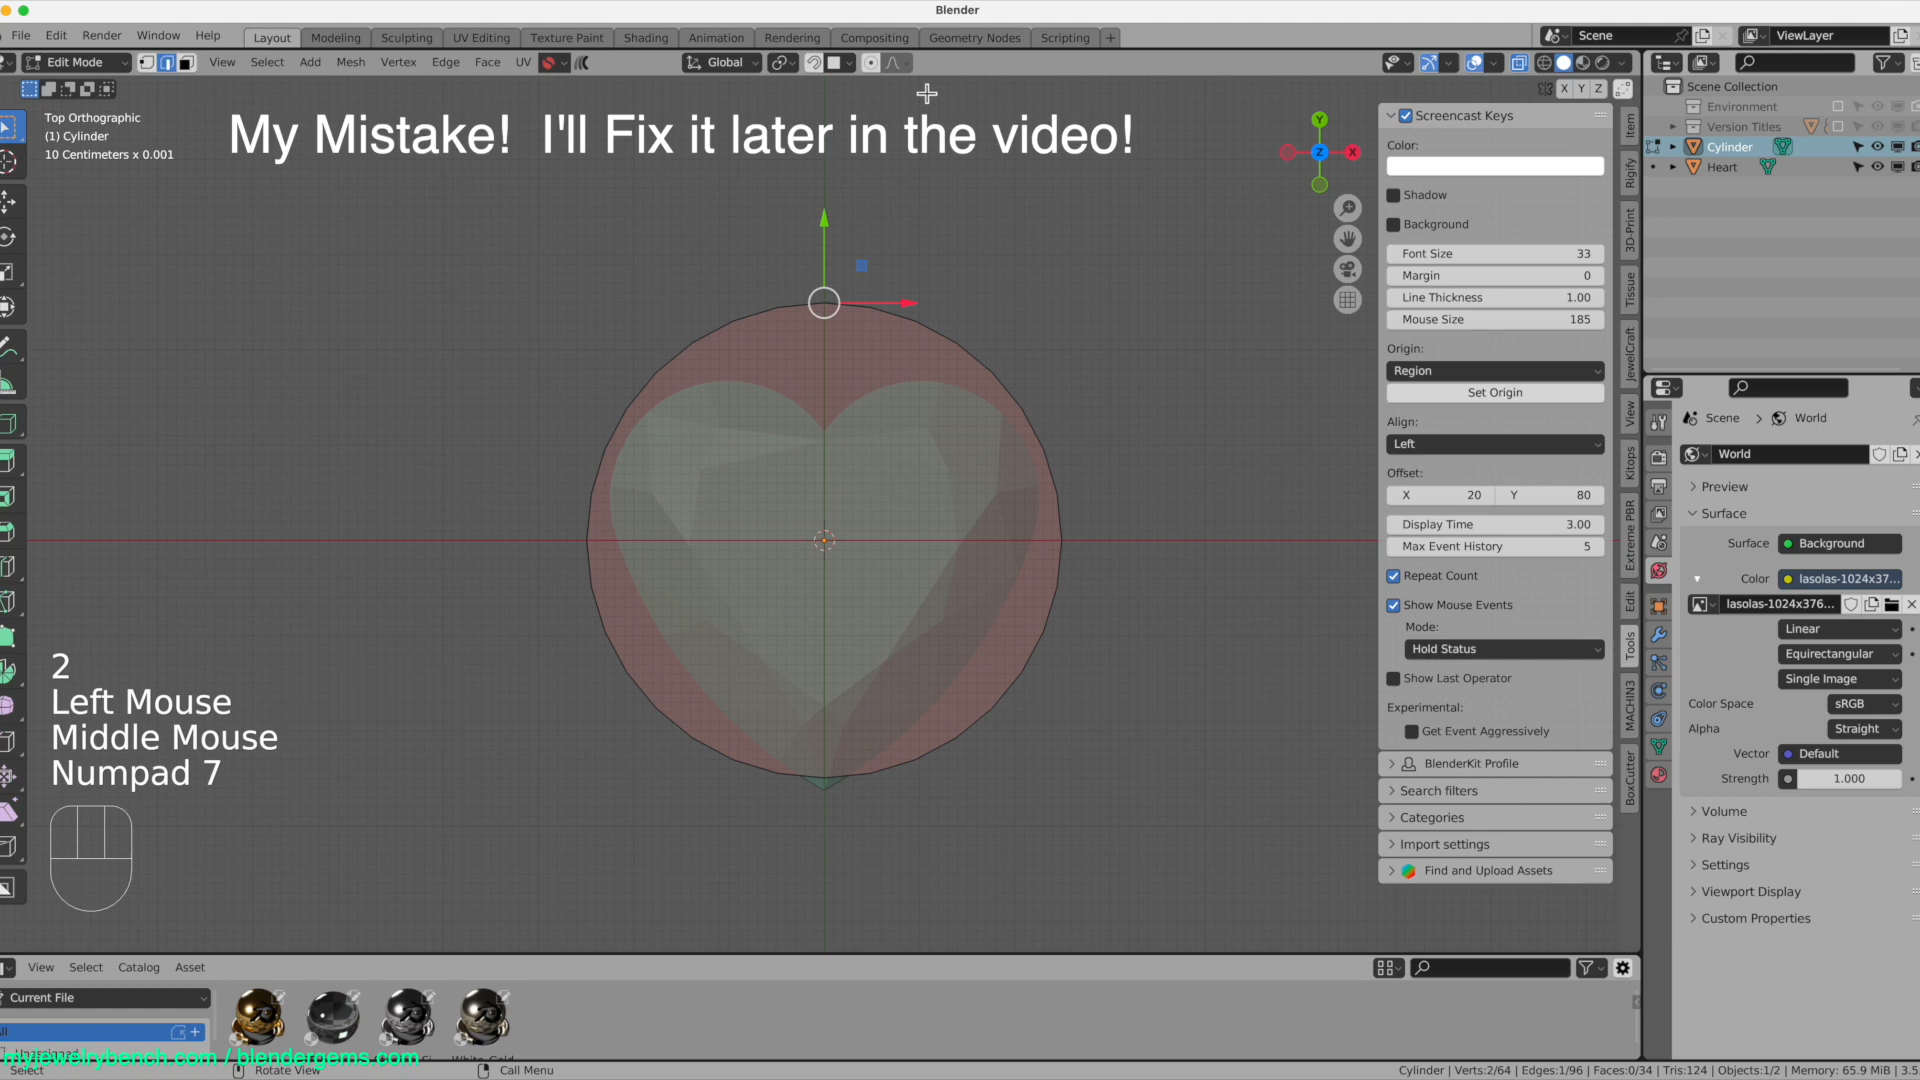 Blender
File Edit Render Window Help Layout Modeling Sculpting UV Editing Texture Paint Shading Animation Rendering Compositing Geometry Nodes Scripting + Scene ViewLayer
Edit Mode View Select Add Mesh Vertex Edge Face UV Global
X Y Z
Top Orthographic
(1) Cylinder
10 Centimeters x 0.001
My Mistake!  I'll Fix it later in the video!
Y
Z
X
Screencast Keys
Color:
Shadow
Background
Font Size 33
Margin 0
Line Thickness 1.00
Mouse Size 185
Origin:
Region
Set Origin
Align:
Left
Offset:
X 20 Y 80
Display Time 3.00
Max Event History 5
Repeat Count
Show Mouse Events
Mode:
Hold Status
Show Last Operator
Experimental:
Get Event Aggressively
BlenderKit Profile
Search filters
Categories
Import settings
Find and Upload Assets
Item
Rigify
3D-Print
Tissue
JewelCraft
View
Kitops
Extreme PBR
Edit
Tools
MACHIN3
BoxCutter
Scene Collection
Environment
Version Titles
Cylinder
Heart
Scene > World
World
Preview
Surface
Surface Background
Color lasolas-1024x37...
lasolas-1024x376...
Linear
Equirectangular
Single Image
Color Space sRGB
Alpha Straight
Vector Default
Strength 1.000
Volume
Ray Visibility
Settings
Viewport Display
Custom Properties
2
Left Mouse
Middle Mouse
Numpad 7
View Select Catalog Asset
Current File
myjewelrybench.com / blendergems.com
Select Rotate View Call Menu Cylinder | Verts:2/64 | Edges:1/96 | Faces:0/34 | Tris:124 | Objects:1/2 | Memory: 65.9 MiB | 3.5